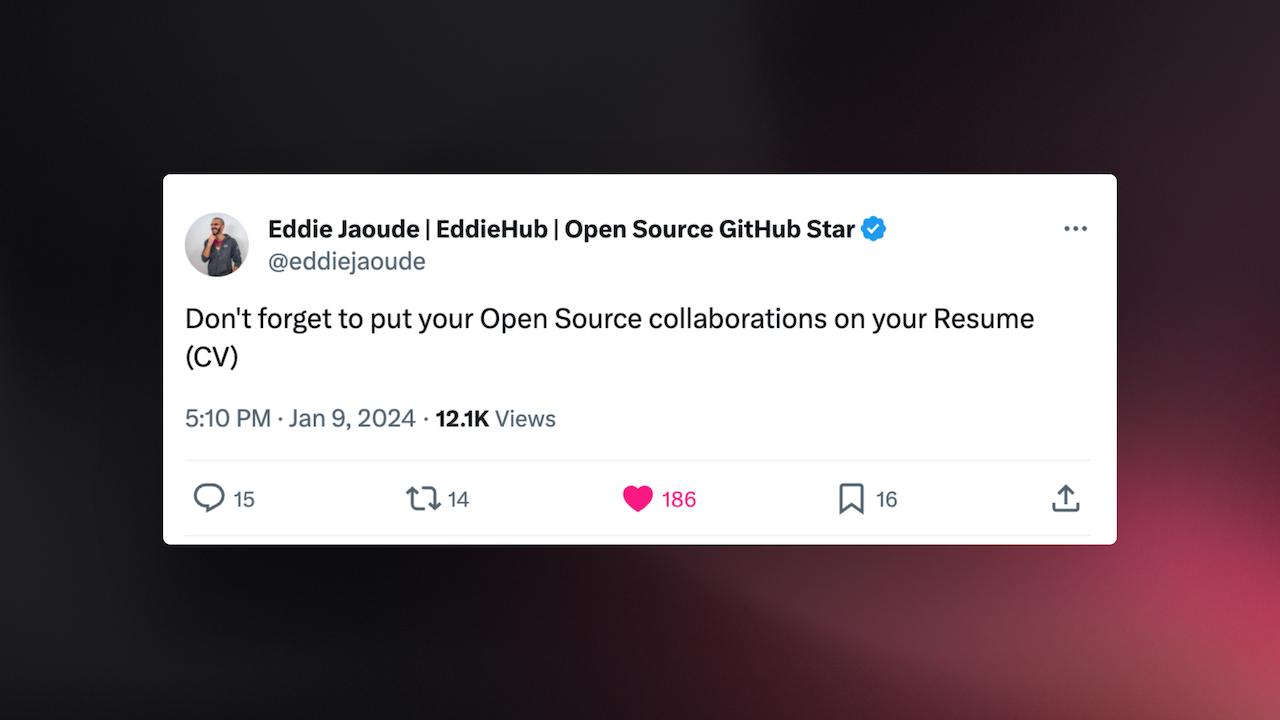 Eddie Jaoude | EddieHub | Open Source GitHub Star
@eddiejaoude
Don't forget to put your Open Source collaborations on your Resume
(CV)
5:10 PM · Jan 9, 2024 · 12.1K Views
15 14 186 16